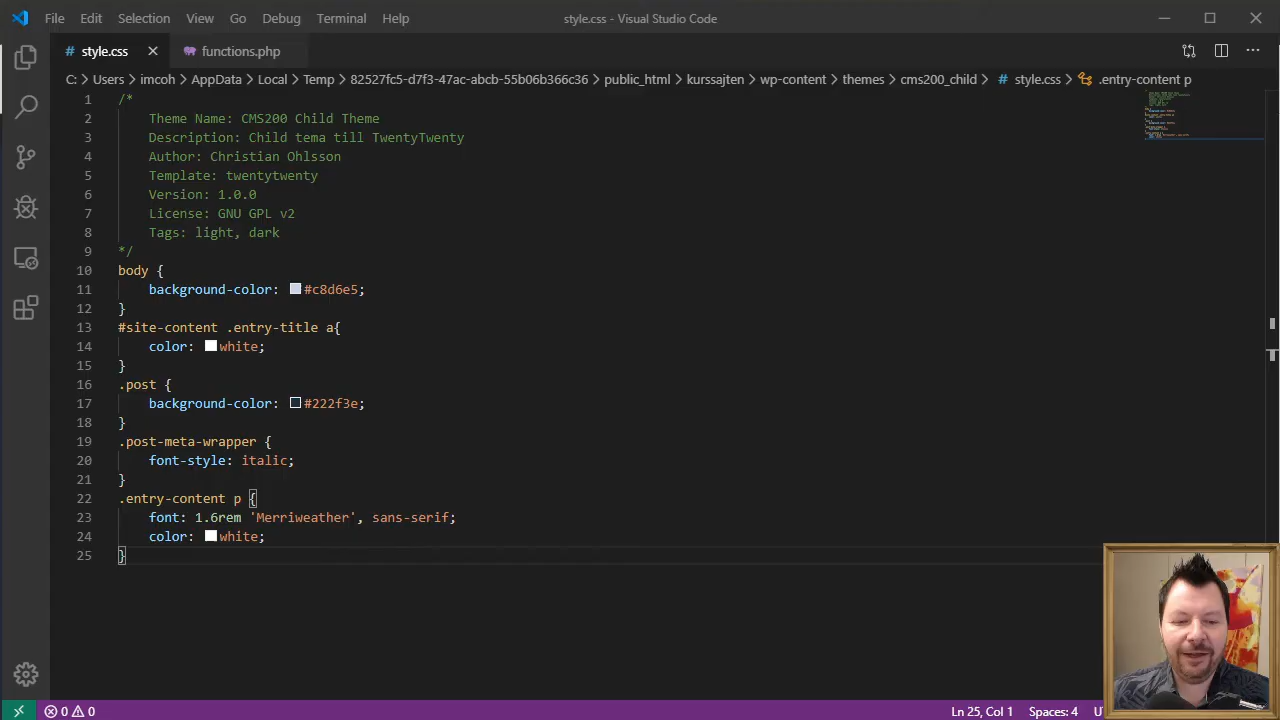 File Edit Selection View Go Debug Terminal Help style.css - Visual Studio Code
# style.css functions.php
C: > Users > imcoh > AppData > Local > Temp > 82527fc5-d7f3-47ac-abcb-55b06b366c36 > public_html > kurssajten > wp-content > themes > cms200_child > # style.css > .entry-content p
1 /*
2 Theme Name: CMS200 Child Theme
3 Description: Child tema till TwentyTwenty
4 Author: Christian Ohlsson
5 Template: twentytwenty
6 Version: 1.0.0
7 License: GNU GPL v2
8 Tags: light, dark
9 */
10 body {
11 background-color: #c8d6e5;
12 }
13 #site-content .entry-title a{
14 color: white;
15 }
16 .post {
17 background-color: #222f3e;
18 }
19 .post-meta-wrapper {
20 font-style: italic;
21 }
22 .entry-content p {
23 font: 1.6rem 'Merriweather', sans-serif;
24 color: white;
25 }
0 0 Ln 25, Col 1 Spaces: 4